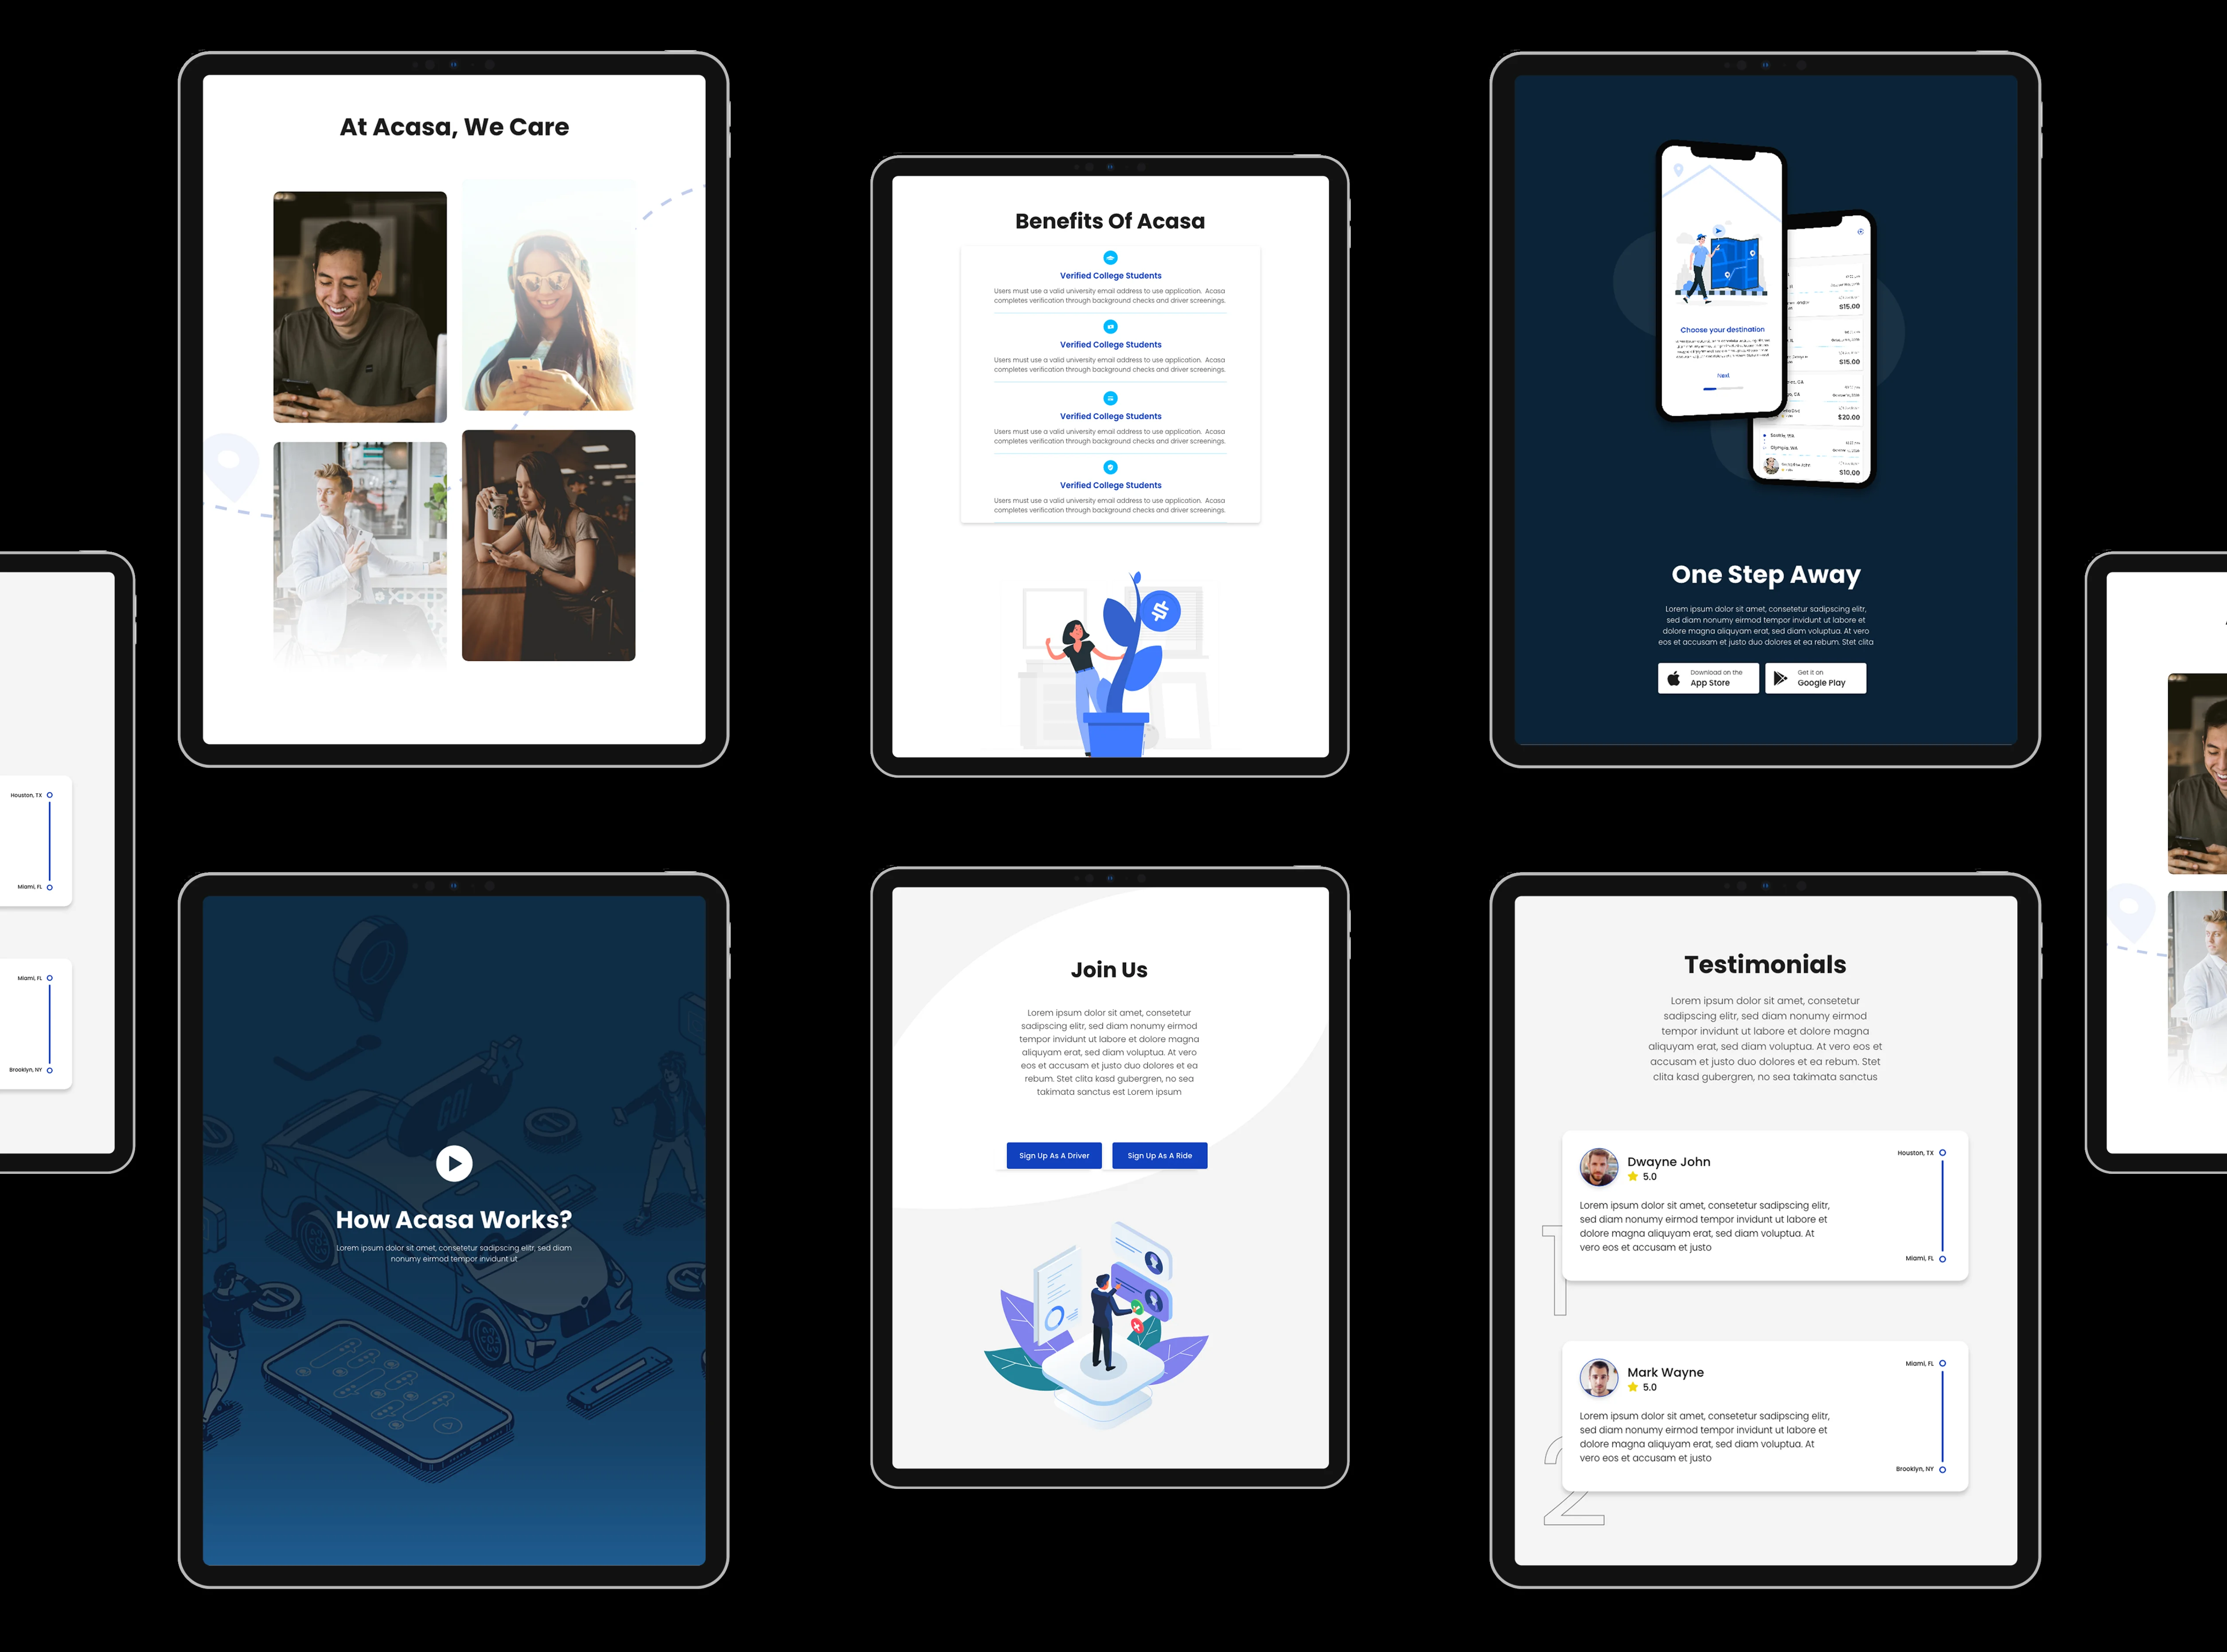 At Acasa, We Care
Benefits Of Acasa
Verified College Students
Users must use a valid university email address to use application. Acasa
completes verification through background checks and driver screenings.
Verified College Students
Users must use a valid university email address to use application. Acasa
completes verification through background checks and driver screenings.
Verified College Students
Users must use a valid university email address to use application. Acasa
completes verification through background checks and driver screenings.
Verified College Students
Users must use a valid university email address to use application. Acasa
completes verification through background checks and driver screenings.
Choose your destination
Next
$15.00
$15.00
$20.00
Seattle, WA
Olympia, WA
$10.00
One Step Away
Lorem ipsum dolor sit amet, consetetur sadipscing elitr,
sed diam nonumy eirmod tempor invidunt ut labore et
dolore magna aliquyam erat, sed diam voluptua. At vero
eos et accusam et justo duo dolores et ea rebum. Stet clita
Download on the
App Store
Get it on
Google Play
Houston, TX
Miami, FL
Miami, FL
Brooklyn, NY
GO!
How Acasa Works?
Lorem ipsum dolor sit amet, consetetur sadipscing elitr, sed diam
nonumy eirmod tempor invidunt ut
Join Us
Lorem ipsum dolor sit amet, consetetur
sadipscing elitr, sed diam nonumy eirmod
tempor invidunt ut labore et dolore magna
aliquyam erat, sed diam voluptua. At vero
eos et accusam et justo duo dolores et ea
rebum. Stet clita kasd gubergren, no sea
takimata sanctus est Lorem ipsum
Sign Up As A Driver
Sign Up As A Ride
Testimonials
Lorem ipsum dolor sit amet, consetetur
sadipscing elitr, sed diam nonumy eirmod
tempor invidunt ut labore et dolore magna
aliquyam erat, sed diam voluptua. At vero eos et
accusam et justo duo dolores et ea rebum. Stet
clita kasd gubergren, no sea takimata sanctus
1
Dwayne John
5.0
Lorem ipsum dolor sit amet, consetetur sadipscing elitr,
sed diam nonumy eirmod tempor invidunt ut labore et
dolore magna aliquyam erat, sed diam voluptua. At
vero eos et accusam et justo
Houston, TX
Miami, FL
2
Mark Wayne
5.0
Lorem ipsum dolor sit amet, consetetur sadipscing elitr,
sed diam nonumy eirmod tempor invidunt ut labore et
dolore magna aliquyam erat, sed diam voluptua. At
vero eos et accusam et justo
Miami, FL
Brooklyn, NY